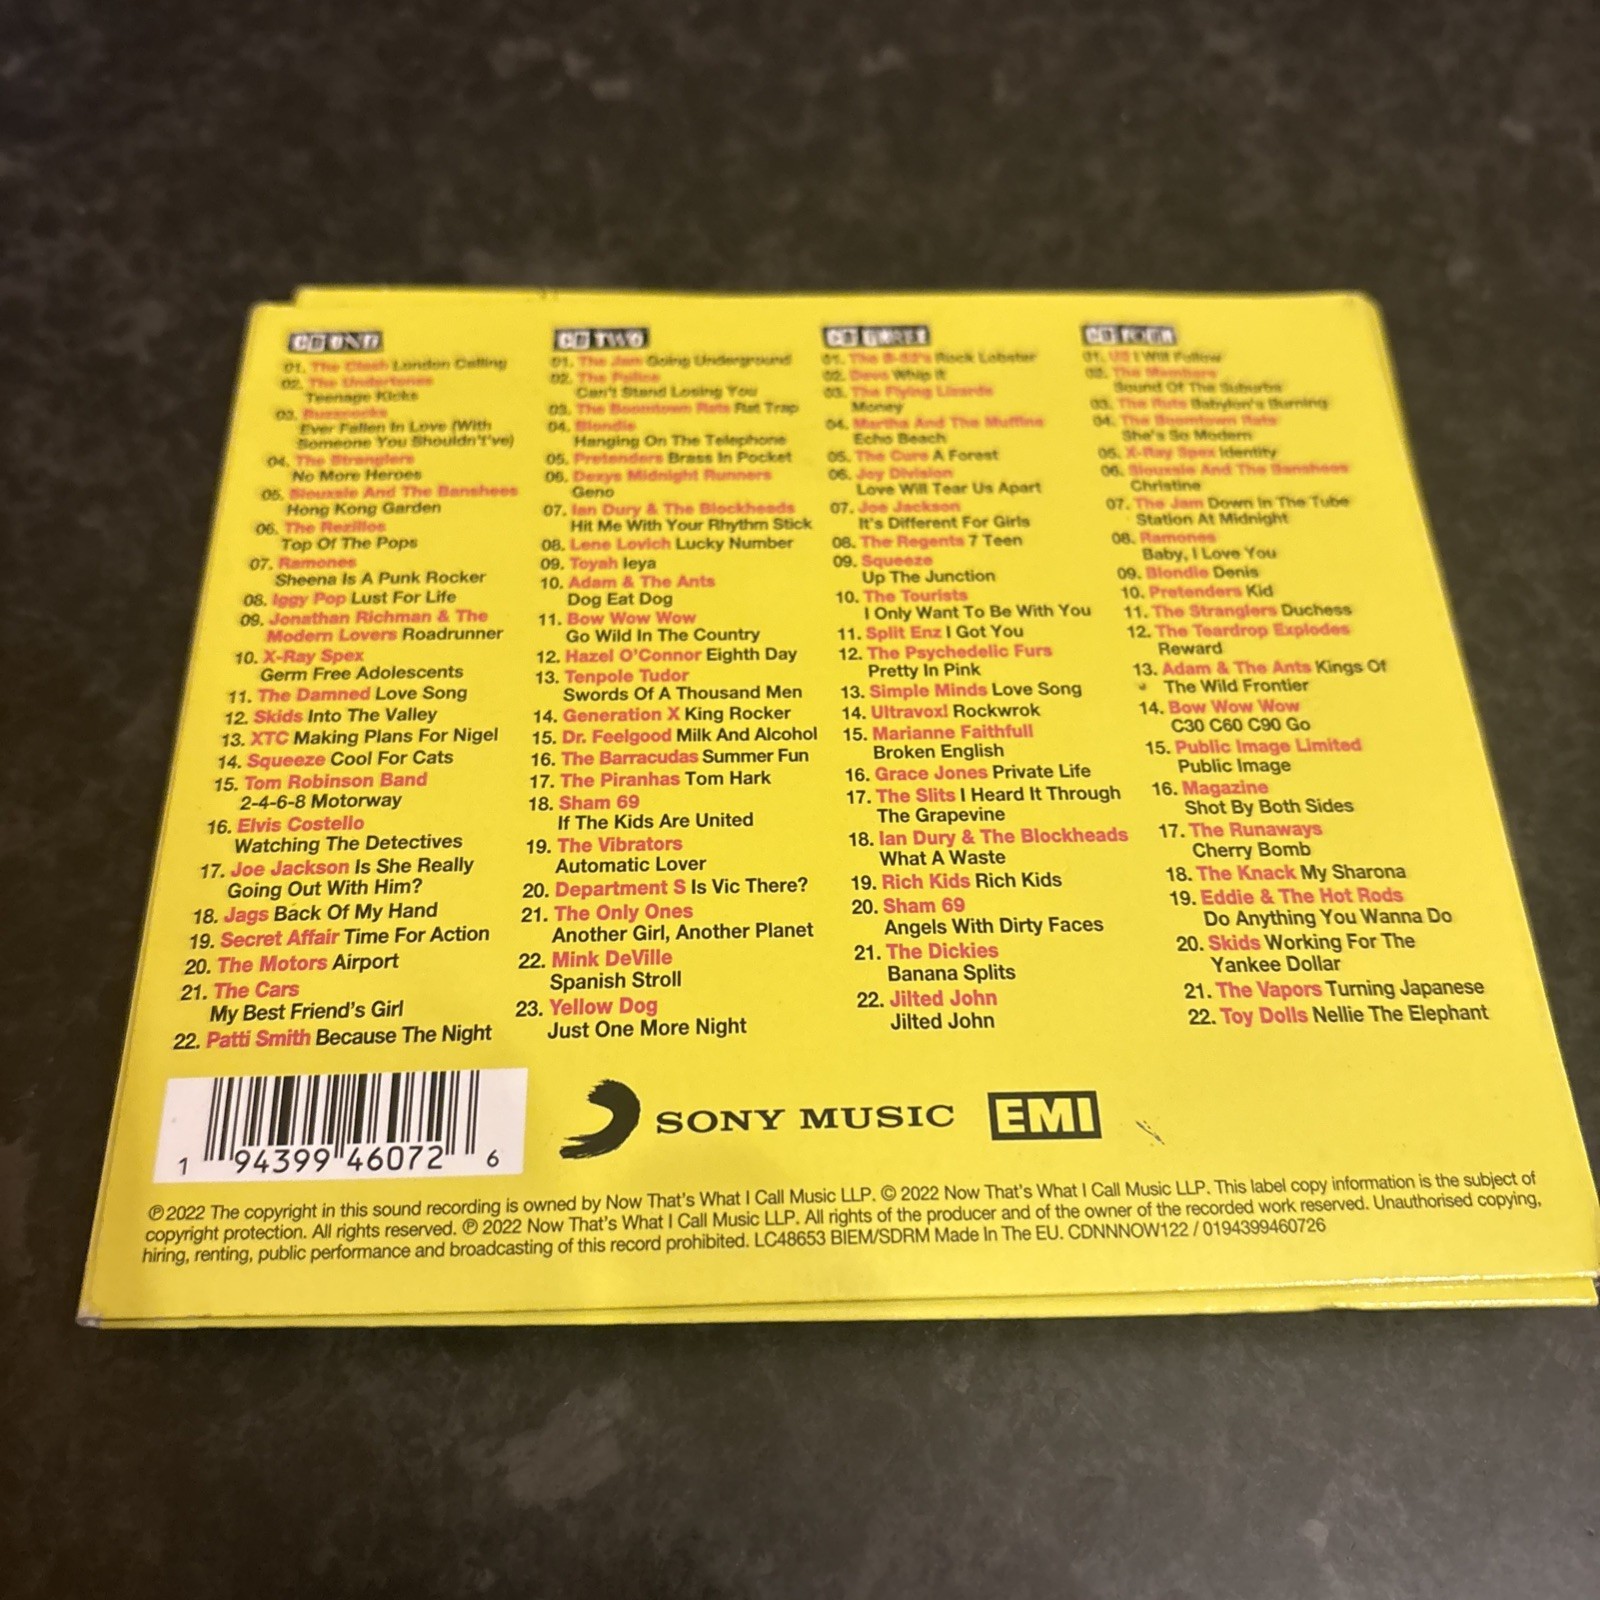 CD ONE
01. The Clash London Calling
02. The Undertones
Teenage Kicks
03. Buzzcocks
Ever Fallen In Love (With
Someone You Shouldn't've)
04. The Stranglers
No More Heroes
05. Siouxsie And The Banshees
Hong Kong Garden
06. The Rezillos
Top Of The Pops
07. Ramones
Sheena Is A Punk Rocker
08. Iggy Pop Lust For Life
09. Jonathan Richman & The
Modern Lovers Roadrunner
10. X-Ray Spex
Germ Free Adolescents
11. The Damned Love Song
12. Skids Into The Valley
13. XTC Making Plans For Nigel
14. Squeeze Cool For Cats
15. Tom Robinson Band
2-4-6-8 Motorway
16. Elvis Costello
Watching The Detectives
17. Joe Jackson Is She Really
Going Out With Him?
18. Jags Back Of My Hand
19. Secret Affair Time For Action
20. The Motors Airport
21. The Cars
My Best Friend's Girl
22. Patti Smith Because The Night
CD TWO
01. The Jam Going Underground
02. The Police
Can't Stand Losing You
03. The Boomtown Rats Rat Trap
04. Blondie
Hanging On The Telephone
05. Pretenders Brass In Pocket
06. Dexys Midnight Runners
Geno
07. Ian Dury & The Blockheads
Hit Me With Your Rhythm Stick
08. Lene Lovich Lucky Number
09. Toyah Ieya
10. Adam & The Ants
Dog Eat Dog
11. Bow Wow Wow
Go Wild In The Country
12. Hazel O'Connor Eighth Day
13. Tenpole Tudor
Swords Of A Thousand Men
14. Generation X King Rocker
15. Dr. Feelgood Milk And Alcohol
16. The Barracudas Summer Fun
17. The Piranhas Tom Hark
18. Sham 69
If The Kids Are United
19. The Vibrators
Automatic Lover
20. Department S Is Vic There?
21. The Only Ones
Another Girl, Another Planet
22. Mink DeVille
Spanish Stroll
23. Yellow Dog
Just One More Night
CD THREE
01. The B-52's Rock Lobster
02. Devo Whip It
03. The Flying Lizards
Money
04. Martha And The Muffins
Echo Beach
05. The Cure A Forest
06. Joy Division
Love Will Tear Us Apart
07. Joe Jackson
It's Different For Girls
08. The Regents 7 Teen
09. Squeeze
Up The Junction
10. The Tourists
I Only Want To Be With You
11. Split Enz I Got You
12. The Psychedelic Furs
Pretty In Pink
13. Simple Minds Love Song
14. Ultravox! Rockwrok
15. Marianne Faithfull
Broken English
16. Grace Jones Private Life
17. The Slits I Heard It Through
The Grapevine
18. Ian Dury & The Blockheads
What A Waste
19. Rich Kids Rich Kids
20. Sham 69
Angels With Dirty Faces
21. The Dickies
Banana Splits
22. Jilted John
Jilted John
CD FOUR
01. U2 I Will Follow
02. The Members
Sound Of The Suburbs
03. The Ruts Babylon's Burning
04. The Boomtown Rats
She's So Modern
05. X-Ray Spex Identity
06. Siouxsie And The Banshees
Christine
07. The Jam Down In The Tube
Station At Midnight
08. Ramones
Baby, I Love You
09. Blondie Denis
10. Pretenders Kid
11. The Stranglers Duchess
12. The Teardrop Explodes
Reward
13. Adam & The Ants Kings Of
The Wild Frontier
14. Bow Wow Wow
C30 C60 C90 Go
15. Public Image Limited
Public Image
16. Magazine
Shot By Both Sides
17. The Runaways
Cherry Bomb
18. The Knack My Sharona
19. Eddie & The Hot Rods
Do Anything You Wanna Do
20. Skids Working For The
Yankee Dollar
21. The Vapors Turning Japanese
22. Toy Dolls Nellie The Elephant
1 94399 46072 6
SONY MUSIC
EMI
℗ 2022 The copyright in this sound recording is owned by Now That's What I Call Music LLP. © 2022 Now That's What I Call Music LLP. This label copy information is the subject of
copyright protection. All rights reserved. ℗ 2022 Now That's What I Call Music LLP. All rights of the producer and of the owner of the recorded work reserved. Unauthorised copying,
hiring, renting, public performance and broadcasting of this record prohibited. LC48653 BIEM/SDRM Made In The EU. CDNNNOW122 / 0194399460726